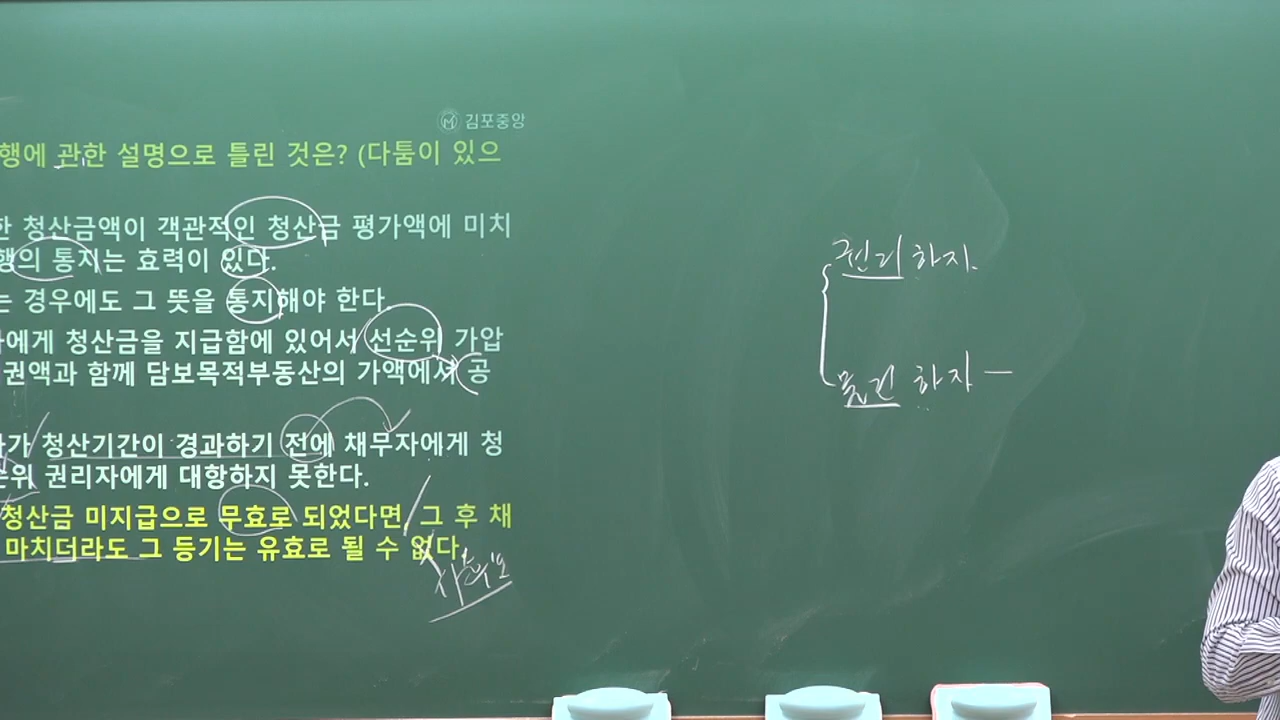 김포중앙
행에 관한 설명으로 틀린 것은? (다툼이 있으
한 청산금액이 객관적인 청산금 평가액에 미치
행의 통지는 효력이 있다.
는 경우에도 그 뜻을 통지해야 한다.
에게 청산금을 지급함에 있어서 선순위 가압
권액과 함께 담보목적부동산의 가액에서 공
가 청산기간이 경과하기 전에 채무자에게 청
순위 권리자에게 대항하지 못한다.
청산금 미지급으로 무효로 되었다면, 그 후 채
마치더라도 그 등기는 유효로 될 수 없다.
권리 하자.
물건 하자 ―